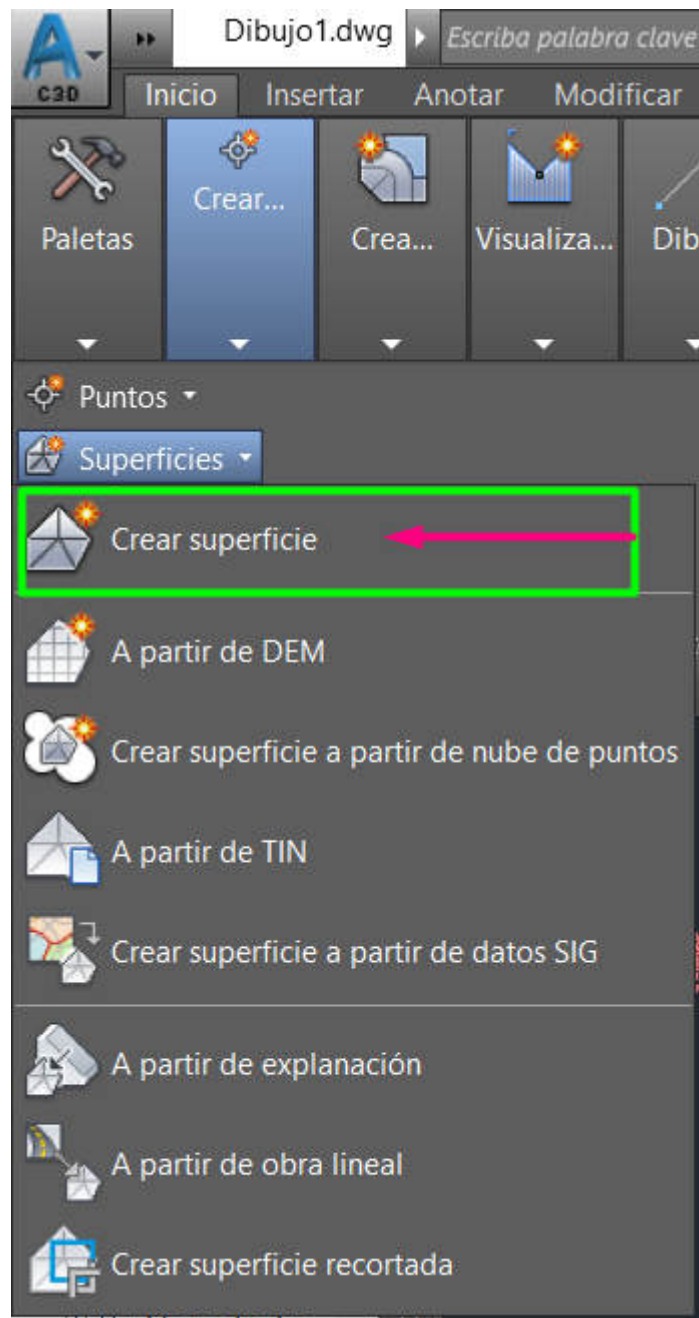 Dibujo1.dwg
Escriba palabra clave
C3D
Inicio
Insertar
Anotar
Modificar
Paletas
Crear...
Crea...
Visualiza...
Dib
Puntos
Superficies
Crear superficie
A partir de DEM
Crear superficie a partir de nube de puntos
A partir de TIN
Crear superficie a partir de datos SIG
A partir de explanación
A partir de obra lineal
Crear superficie recortada